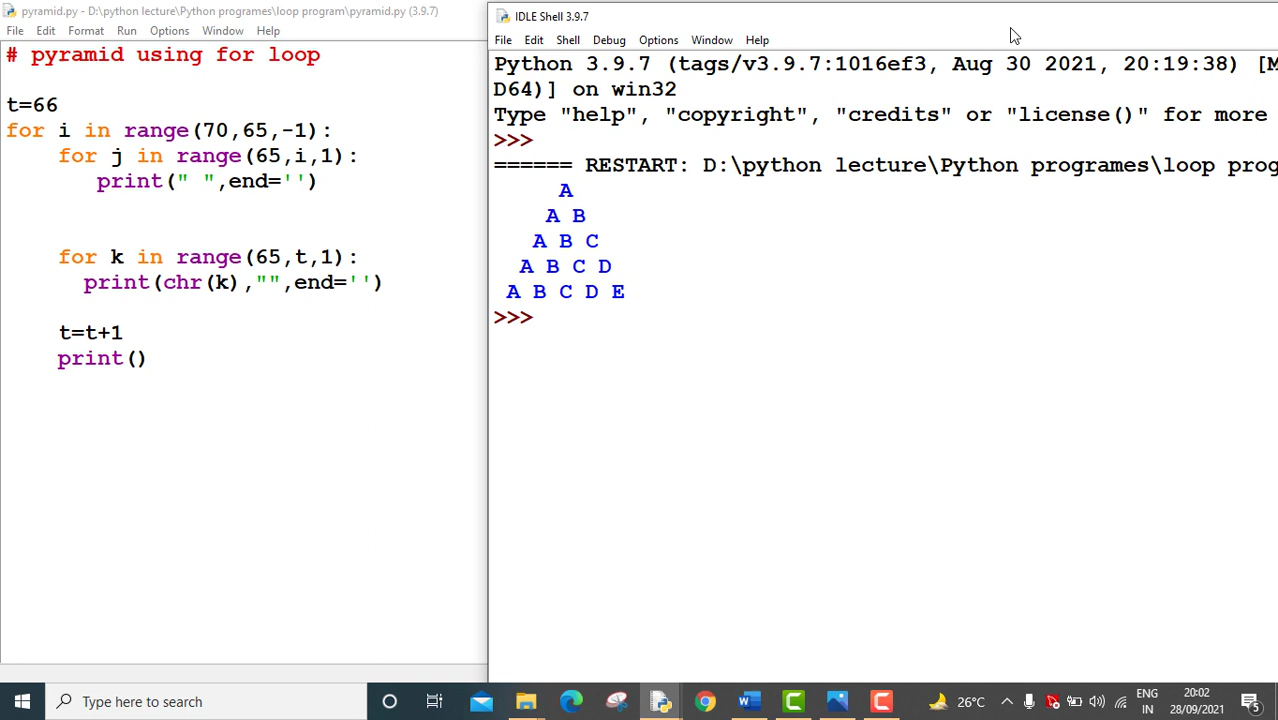 pyramid.py - D:\python lecture\Python programes\loop program\pyramid.py (3.9.7)
File Edit Format Run Options Window Help
# pyramid using for loop
t=66
for i in range(70,65,-1):
    for j in range(65,i,1):
       print(" ",end='')
    for k in range(65,t,1):
      print(chr(k),"",end='')
    t=t+1
    print()
IDLE Shell 3.9.7
File Edit Shell Debug Options Window Help
Python 3.9.7 (tags/v3.9.7:1016ef3, Aug 30 2021, 20:19:38) [M
D64)] on win32
Type "help", "copyright", "credits" or "license()" for more
>>>
====== RESTART: D:\python lecture\Python programes\loop prog
     A
    A B
   A B C
  A B C D
 A B C D E
>>>
Type here to search
26°C
ENG
IN
20:02
28/09/2021
5